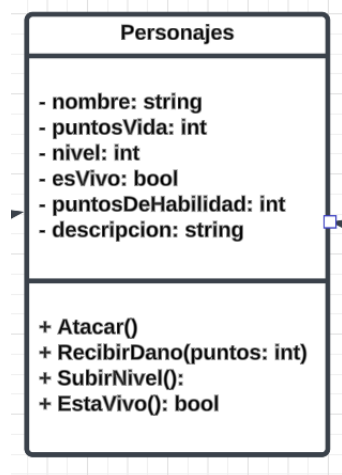 Personajes
- nombre: string
- puntosVida: int
- nivel: int
- esVivo: bool
- puntosDeHabilidad: int
- descripcion: string
+ Atacar()
+ RecibirDano(puntos: int)
+ SubirNivel():
+ EstaVivo(): bool